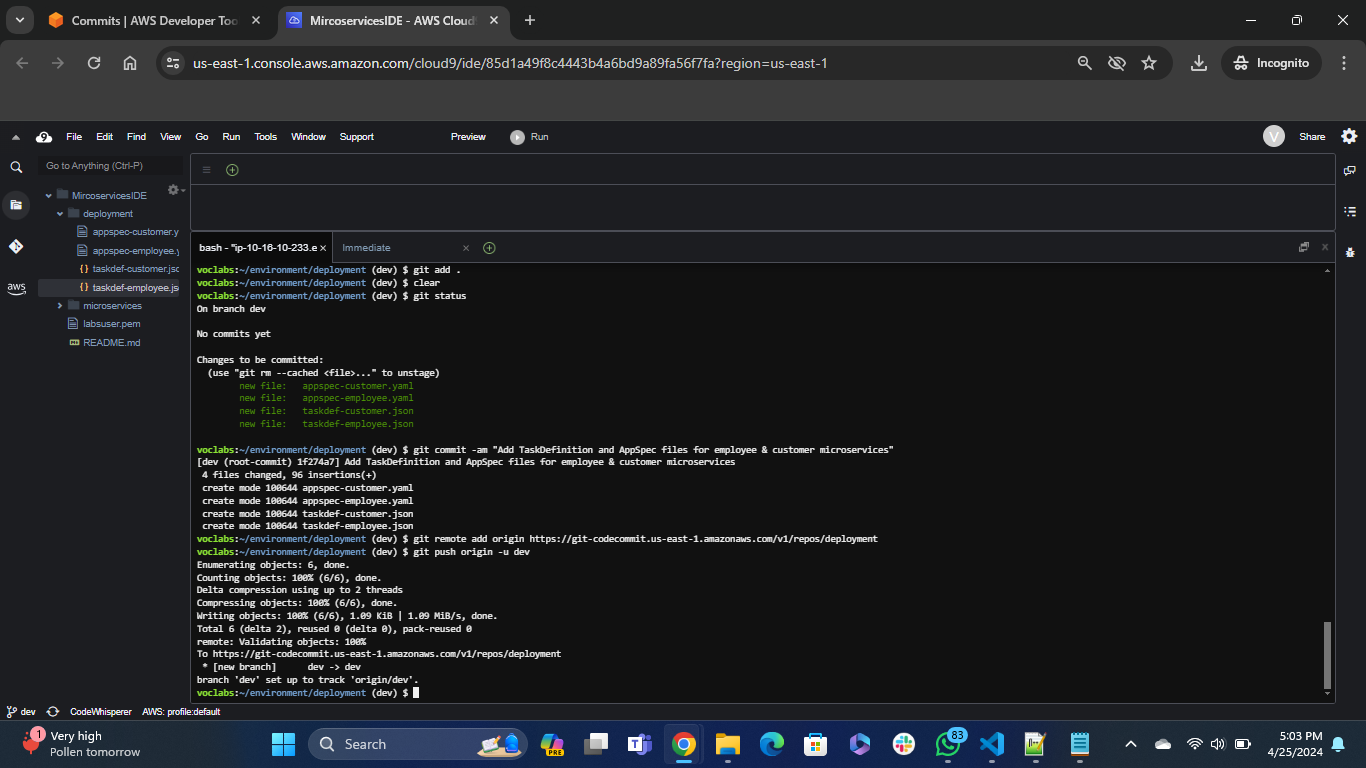 Commits | AWS Developer Too
MircoservicesIDE - AWS Cloud
us-east-1.console.aws.amazon.com/cloud9/ide/85d1a49f8c4443b4a6bd9a89fa56f7fa?region=us-east-1
Incognito
9 File Edit Find View Go Run Tools Window Support Preview Run
V Share
Go to Anything (Ctrl-P)
MircoservicesIDE
deployment
appspec-customer.y
appspec-employee.y
taskdef-customer.jsc
taskdef-employee.js
microservices
labsuser.pem
README.md
aws
bash - "ip-10-16-10-233.e
Immediate
voclabs:~/environment/deployment (dev) $ git add .
voclabs:~/environment/deployment (dev) $ clear
voclabs:~/environment/deployment (dev) $ git status
On branch dev
No commits yet
Changes to be committed:
(use "git rm --cached <file>..." to unstage)
new file: appspec-customer.yaml
new file: appspec-employee.yaml
new file: taskdef-customer.json
new file: taskdef-employee.json
voclabs:~/environment/deployment (dev) $ git commit -am "Add TaskDefinition and AppSpec files for employee & customer microservices"
[dev (root-commit) 1f274a7] Add TaskDefinition and AppSpec files for employee & customer microservices
4 files changed, 96 insertions(+)
create mode 100644 appspec-customer.yaml
create mode 100644 appspec-employee.yaml
create mode 100644 taskdef-customer.json
create mode 100644 taskdef-employee.json
voclabs:~/environment/deployment (dev) $ git remote add origin https://git-codecommit.us-east-1.amazonaws.com/v1/repos/deployment
voclabs:~/environment/deployment (dev) $ git push origin -u dev
Enumerating objects: 6, done.
Counting objects: 100% (6/6), done.
Delta compression using up to 2 threads
Compressing objects: 100% (6/6), done.
Writing objects: 100% (6/6), 1.09 KiB | 1.09 MiB/s, done.
Total 6 (delta 2), reused 0 (delta 0), pack-reused 0
remote: Validating objects: 100%
To https://git-codecommit.us-east-1.amazonaws.com/v1/repos/deployment
* [new branch] dev -> dev
branch 'dev' set up to track 'origin/dev'.
voclabs:~/environment/deployment (dev) $
dev CodeWhisperer AWS: profile:default
1
Very high
Pollen tomorrow
Search
PRE
83
5:03 PM
4/25/2024